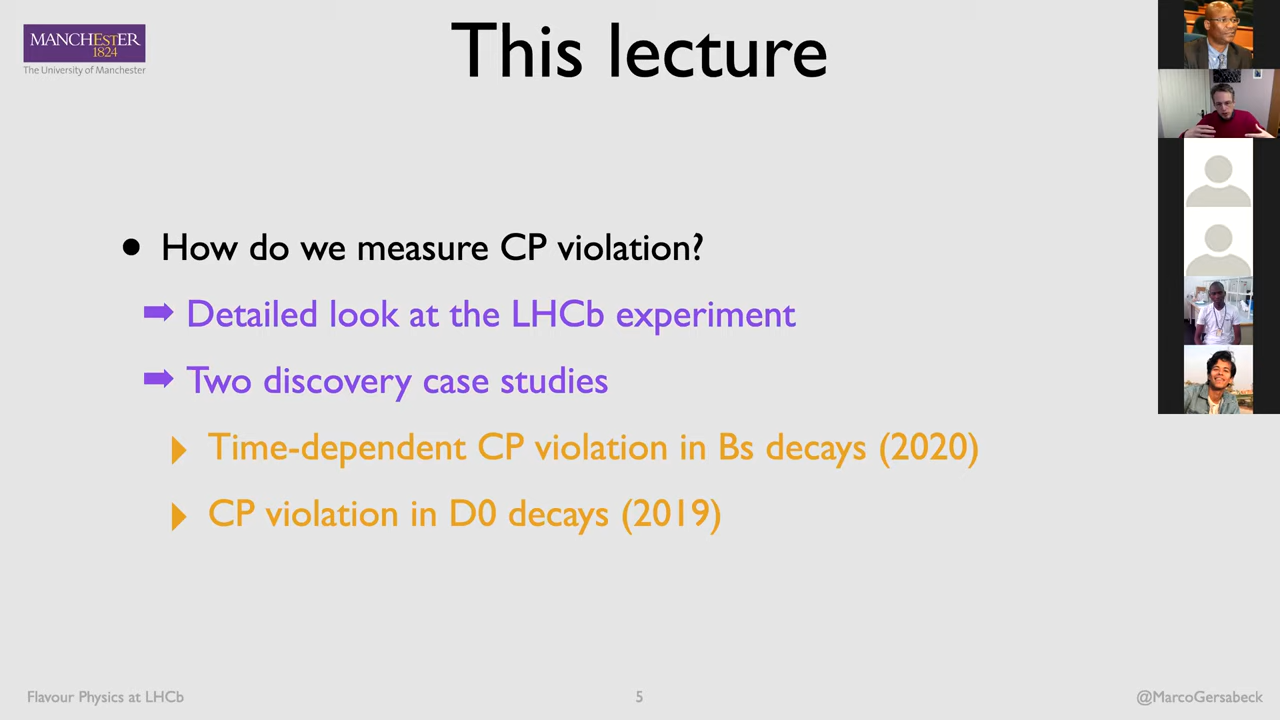 MANCHESTER
1824
The University of Manchester
This lecture
● How do we measure CP violation?
➡ Detailed look at the LHCb experiment
➡ Two discovery case studies
‣ Time-dependent CP violation in Bs decays (2020)
‣ CP violation in D0 decays (2019)
Flavour Physics at LHCb
5
@MarcoGersabeck